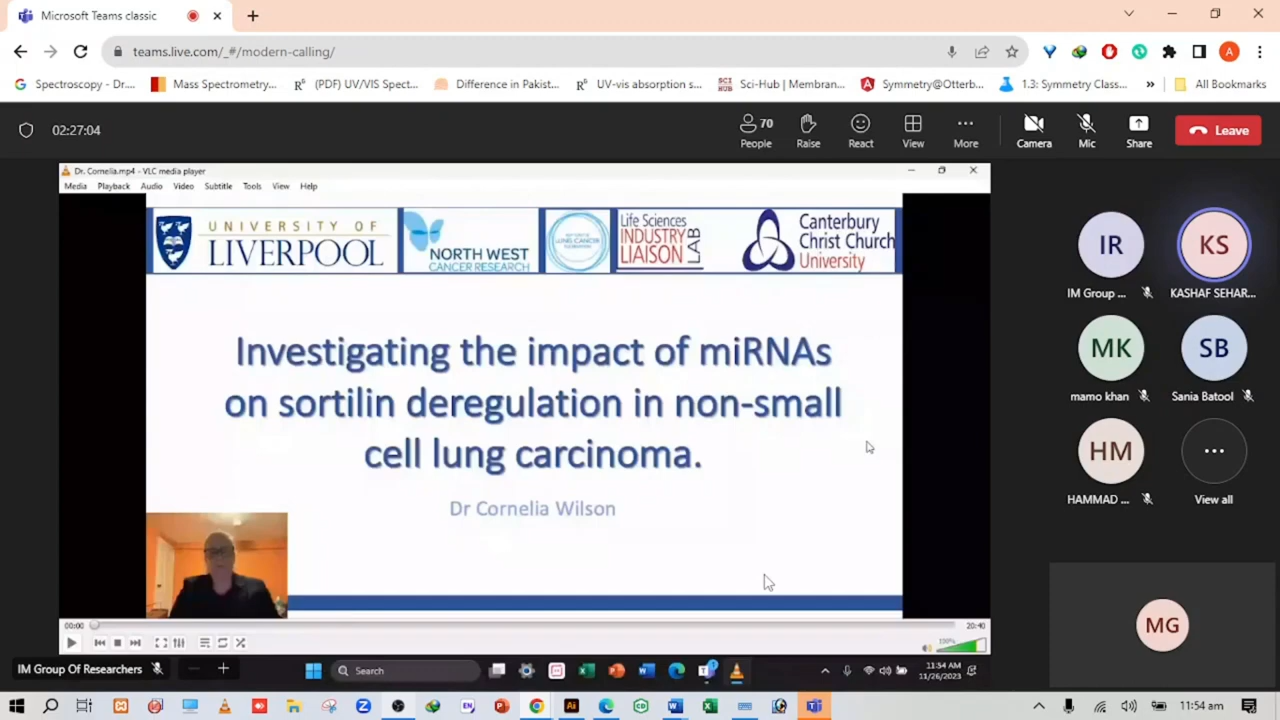 Microsoft Teams classic
teams.live.com/_#/modern-calling/
A
Spectroscopy - Dr....
Mass Spectrometry...
(PDF) UV/VIS Spect...
Difference in Pakist...
UV-vis absorption s...
Sci-Hub | Membran...
Symmetry@Otterb...
1.3: Symmetry Class...
»
All Bookmarks
02:27:04
70
People
Raise
React
View
More
Camera
Mic
Share
Leave
Dr. Cornelia.mp4 - VLC media player
Media Playback Audio Video Subtitle Tools View Help
UNIVERSITY OF
LIVERPOOL
NORTH WEST
CANCER RESEARCH
Life Sciences
INDUSTRY
LIAISON
LAB
Canterbury
Christ Church
University
Investigating the impact of miRNAs
on sortilin deregulation in non-small
cell lung carcinoma.
Dr Cornelia Wilson
00:00
20:40
100%
IR
IM Group ...
KS
KASHAF SEHAR...
MK
mamo khan
SB
Sania Batool
HM
HAMMAD ...
View all
MG
IM Group Of Researchers
Search
11:54 AM
11/26/2023
11:54 am